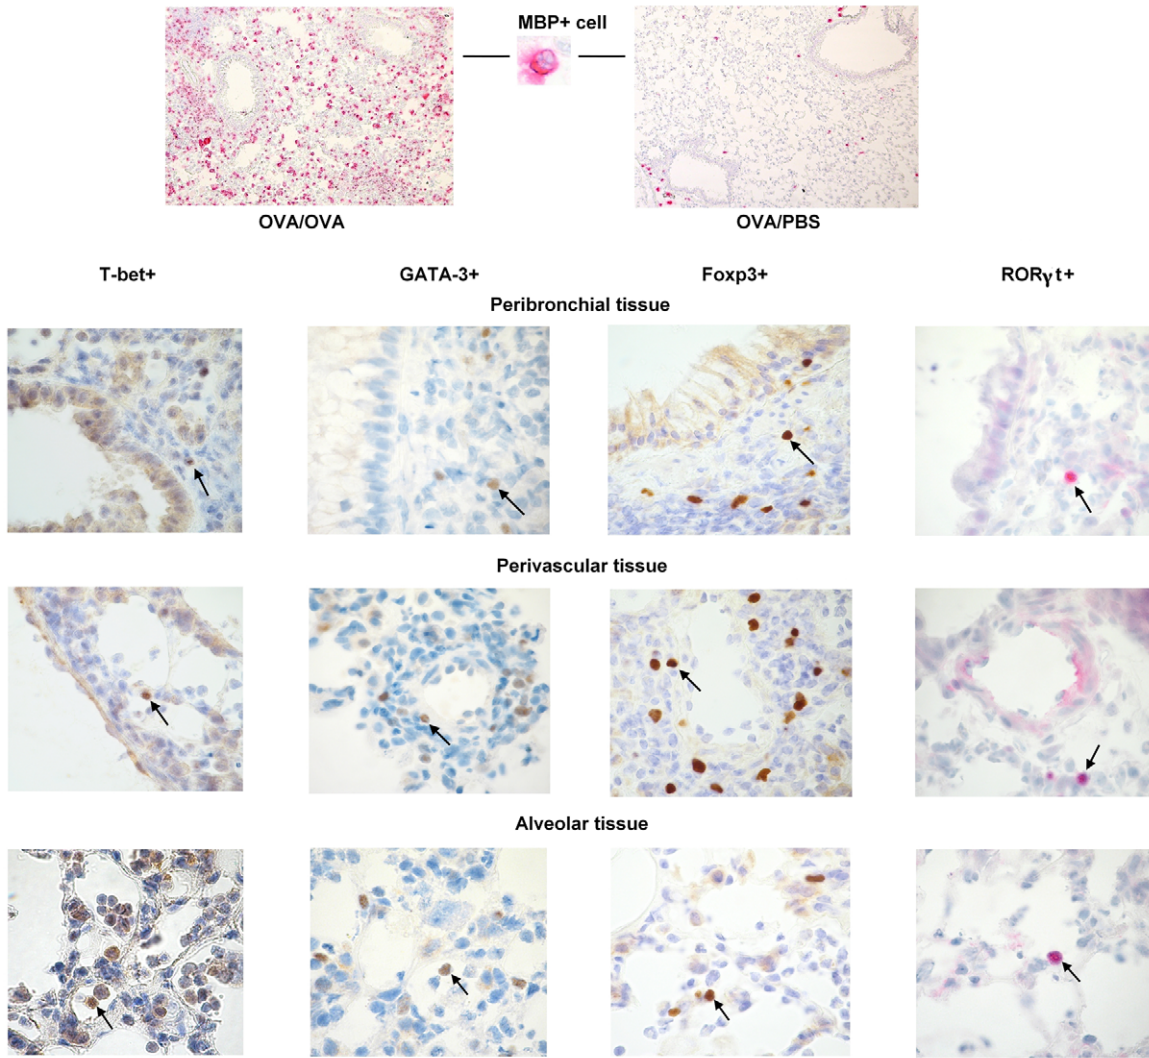 MBP+ cell
OVA/OVA
OVA/PBS
T-bet+
GATA-3+
Foxp3+
RORγt+
Peribronchial tissue
Perivascular tissue
Alveolar tissue